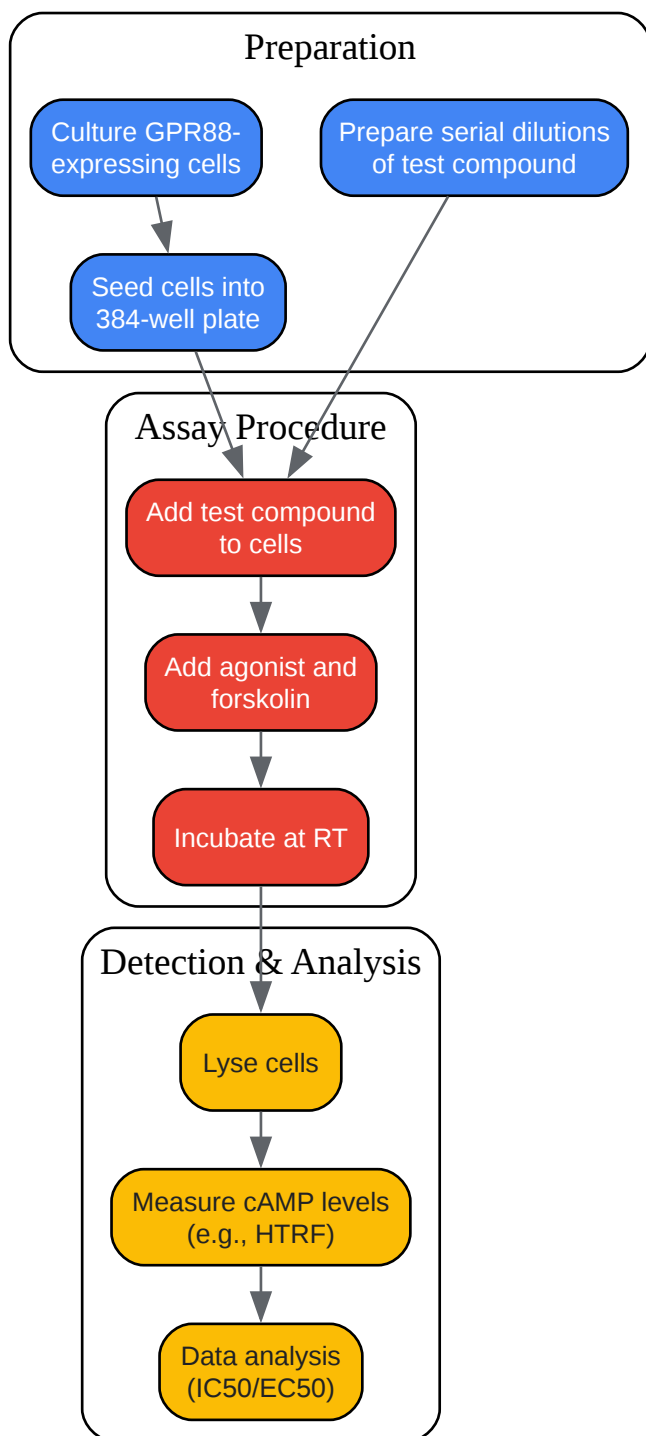 Preparation
Culture GPR88-
expressing cells
Prepare serial dilutions
of test compound
Seed cells into
384-well plate
Assay Procedure
Add test compound
to cells
Add agonist and
forskolin
Incubate at RT
Detection & Analysis
Lyse cells
Measure cAMP levels
(e.g., HTRF)
Data analysis
(IC50/EC50)